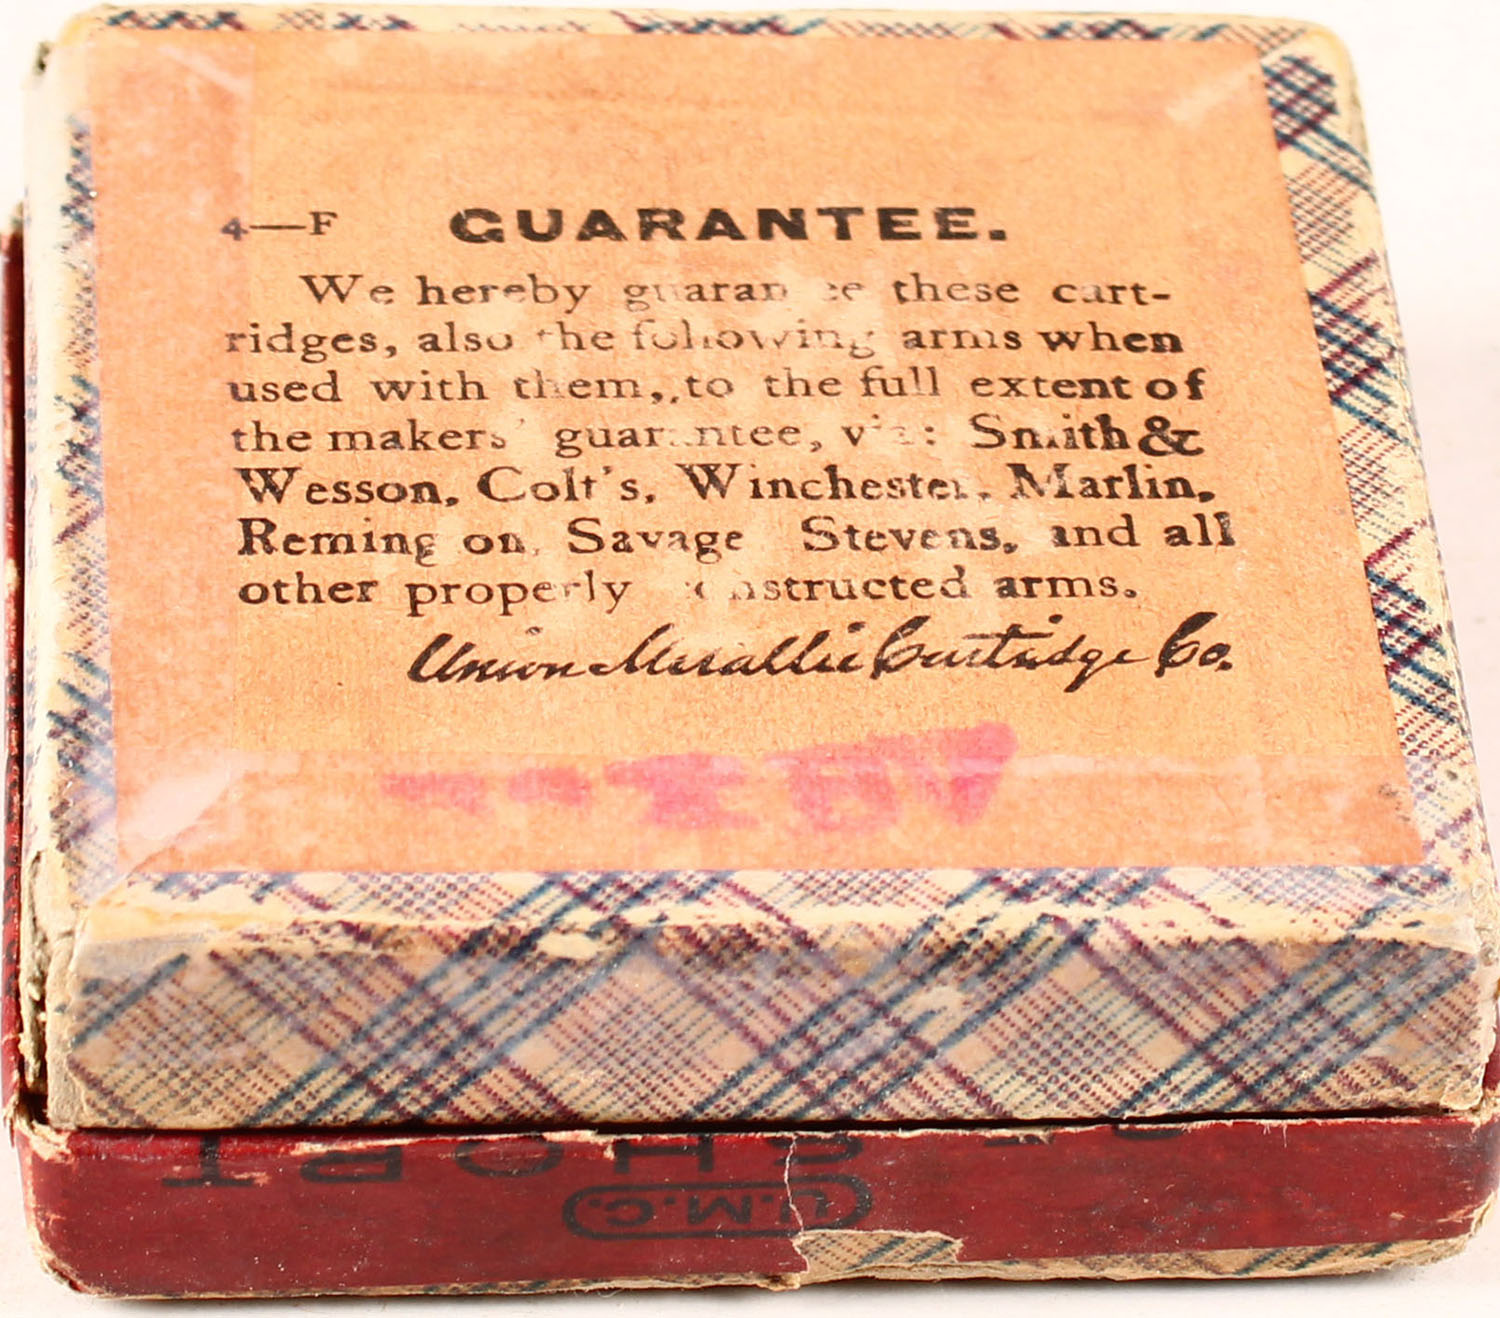 4—F GUARANTEE.
We hereby guarantee these cart-
ridges, also the following arms when
used with them, to the full extent of
the makers' guarantee, viz: Smith &
Wesson, Colt's, Winchester, Marlin,
Remington, Savage Stevens, and all
other properly constructed arms.
Union Metallic Cartridge Co.
SHORT
U.M.C.